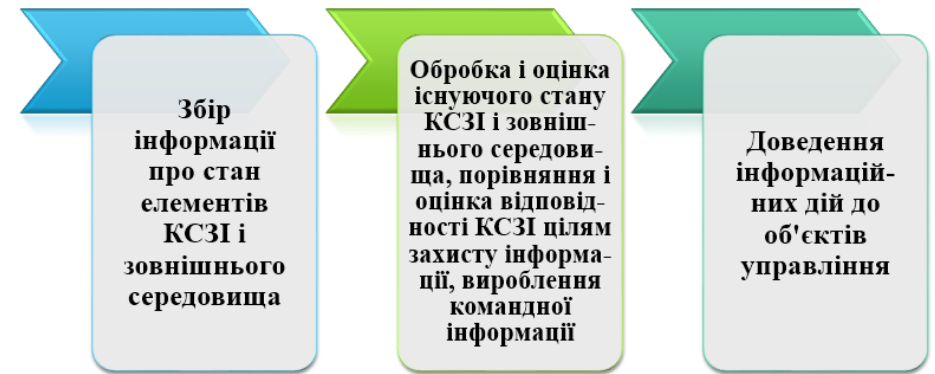 Збір
інформації
про стан
елементів
КСЗІ і
зовнішнього
середовища
Обробка і оцінка
існуючого стану
КСЗІ і зовніш-
нього середови-
ща, порівняння і
оцінка відповід-
ності КСЗІ цілям
захисту інформа-
ції, вироблення
командної
інформації
Доведення
інформацій-
них дій до
об'єктів
управління